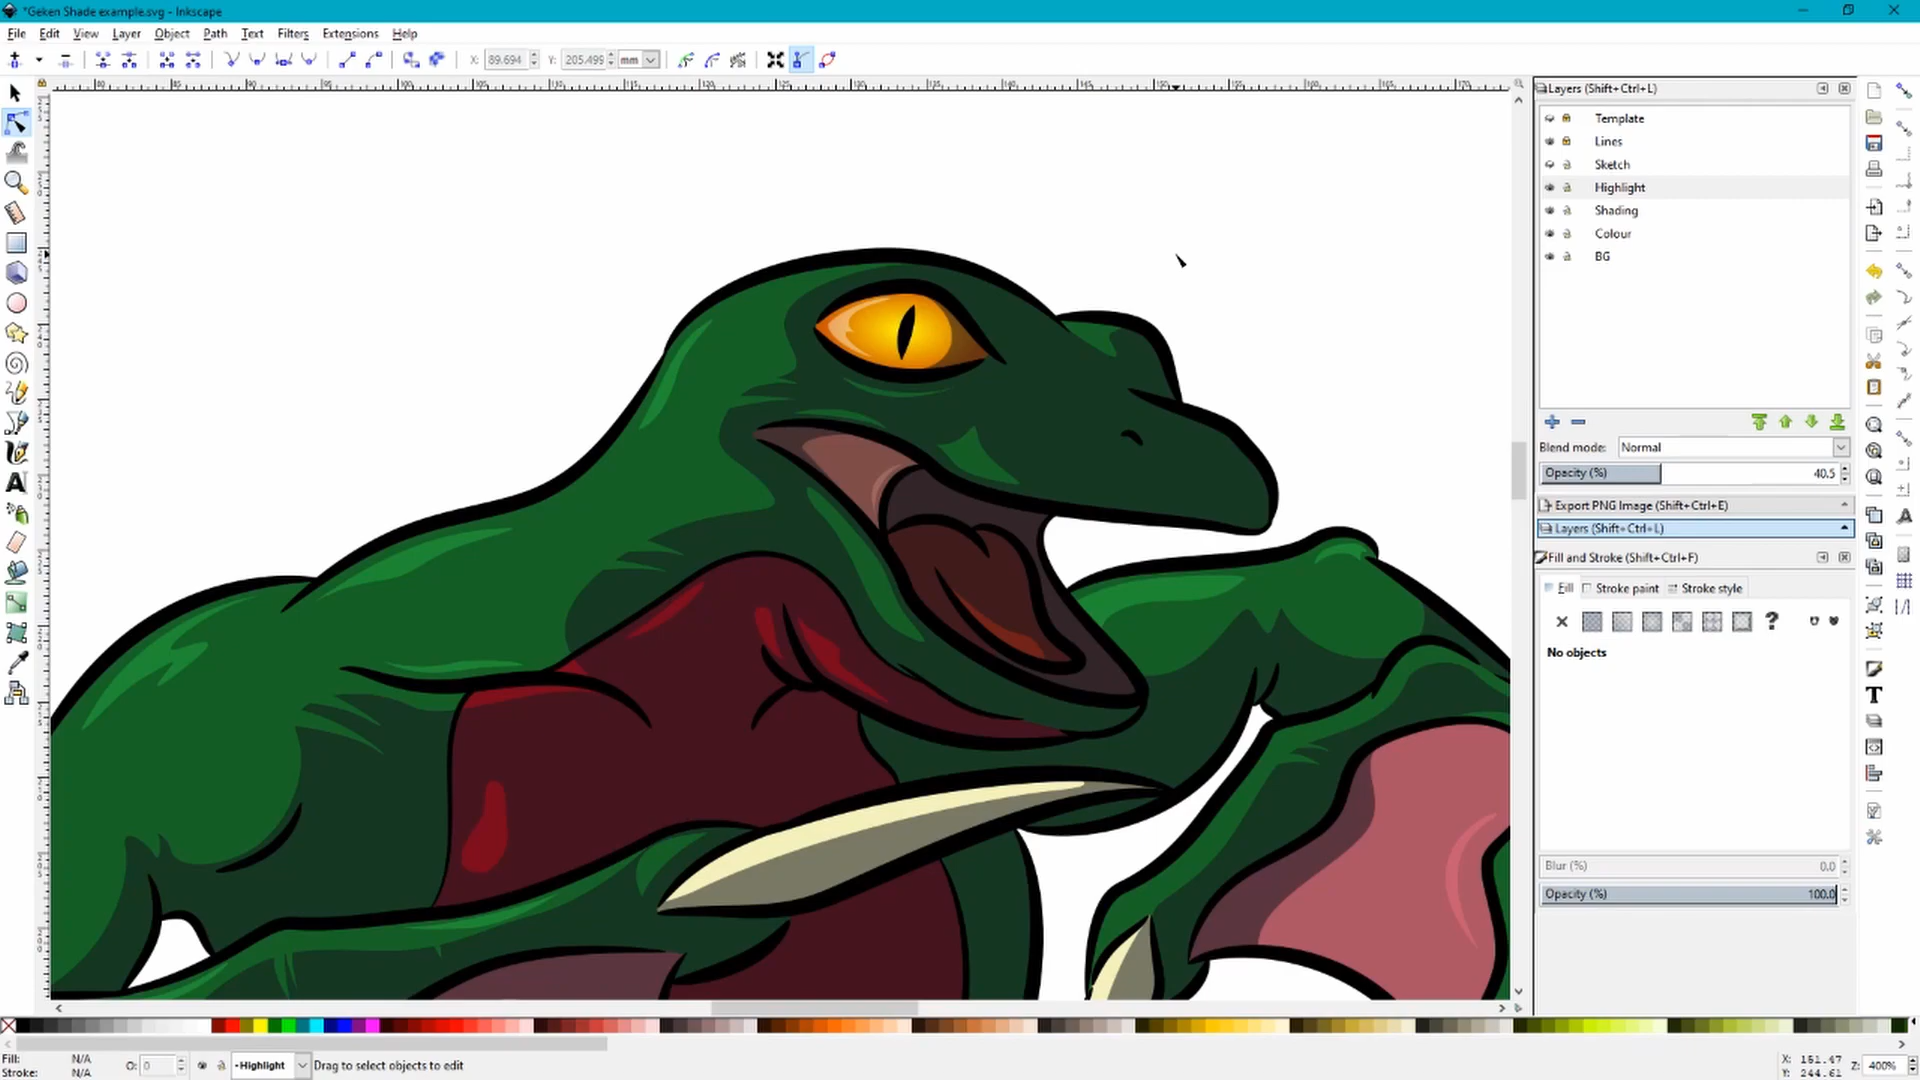 *Geken Shade example.svg - Inkscape
File Edit View Layer Object Path Text Filters Extensions Help
X: 89.694 Y: 205.499 mm
Layers (Shift+Ctrl+L)
Template
Lines
Sketch
Highlight
Shading
Colour
BG
Blend mode: Normal
Opacity (%) 40.5
Export PNG Image (Shift+Ctrl+E)
Layers (Shift+Ctrl+L)
Fill and Stroke (Shift+Ctrl+F)
Fill Stroke paint Stroke style
?
No objects
Blur (%) 0.0
Opacity (%) 100.0
Fill: N/A
Stroke: N/A
O: 0
-Highlight
Drag to select objects to edit
X: 151.47
Y: 244.61
Z: 400%